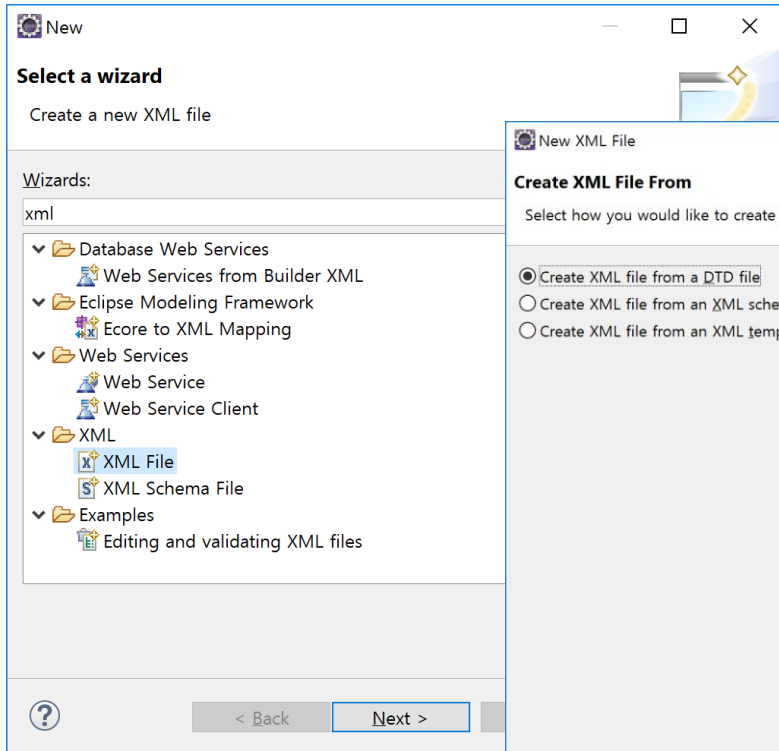 New
Select a wizard
Create a new XML file
Wizards:
xml
Database Web Services
Web Services from Builder XML
Eclipse Modeling Framework
Ecore to XML Mapping
Web Services
Web Service
Web Service Client
XML
XML File
XML Schema File
Examples
Editing and validating XML files
< Back
Next >
New XML File
Create XML File From
Select how you would like to create
Create XML file from a DTD file
Create XML file from an XML sche
Create XML file from an XML temp